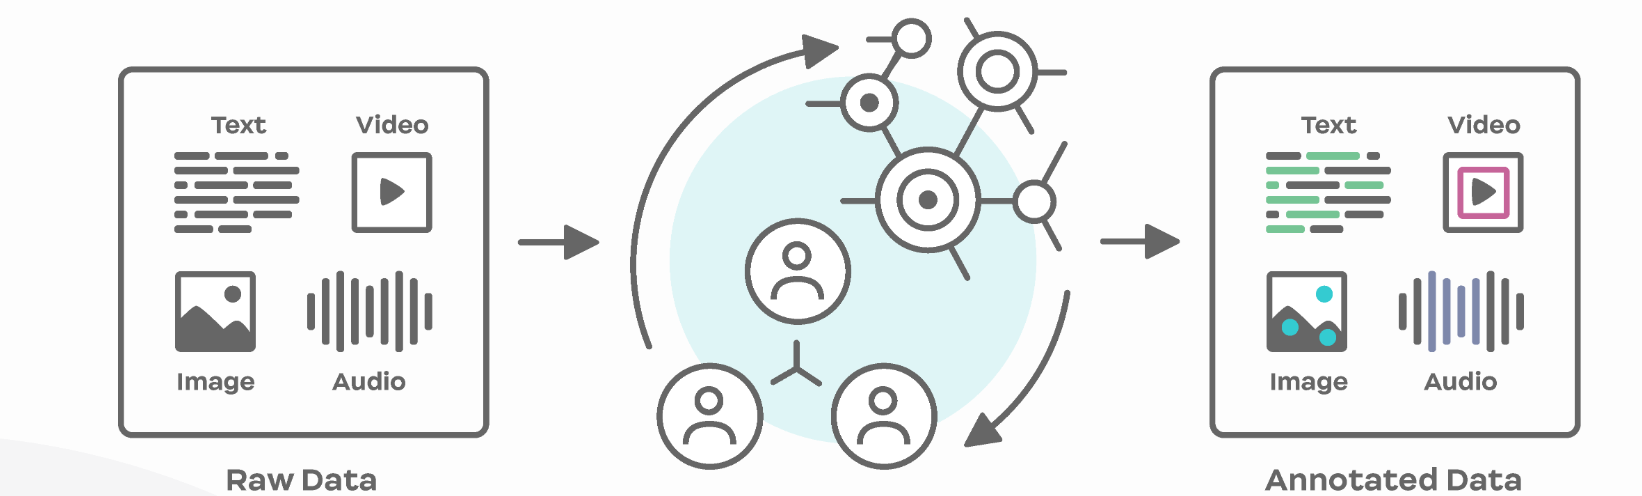 Text Video
Image Audio
Raw Data
Text Video
Image Audio
Annotated Data